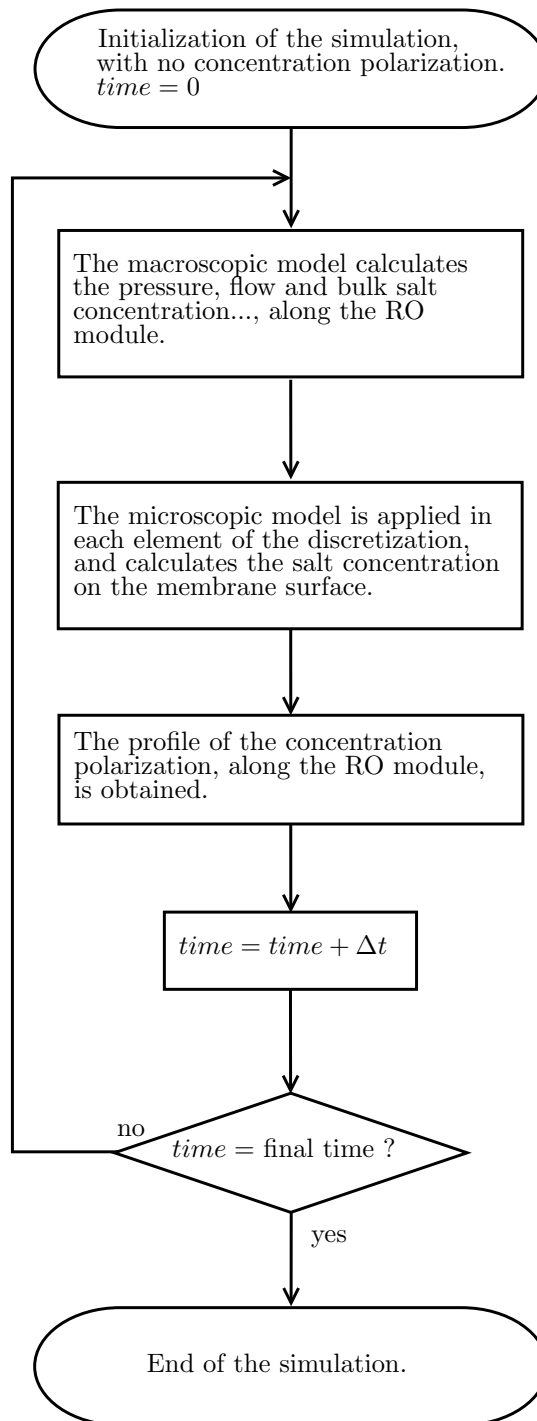 Initialization of the simulation,
with no concentration polarization.
time = 0
The macroscopic model calculates
the pressure, flow and bulk salt
concentration..., along the RO
module.
The microscopic model is applied in
each element of the discretization,
and calculates the salt concentration
on the membrane surface.
The profile of the concentration
polarization, along the RO module,
is obtained.
time = time + Δt
no
time = final time ?
yes
End of the simulation.